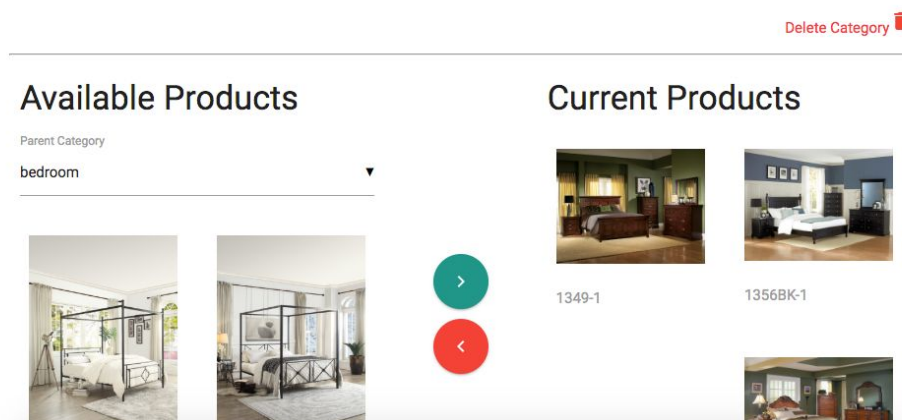 Delete Category
Available Products
Parent Category
bedroom
Current Products
1349-1
1356BK-1